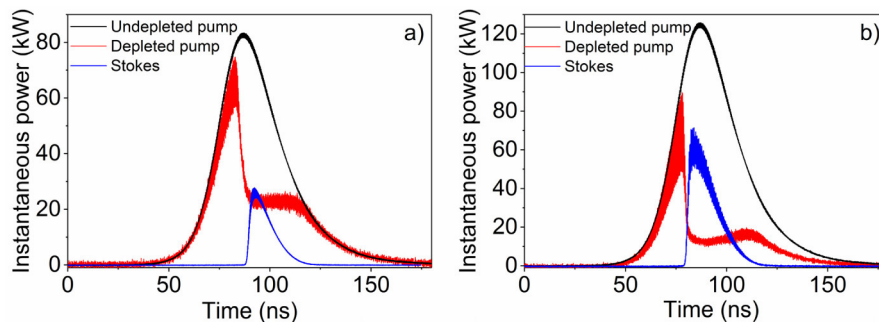 Instantaneous power (kW)
80
60
40
20
0
Undepleted pump
Depleted pump
Stokes
a)
0
50
100
150
Time (ns)
Instantaneous power (kW)
120
100
80
60
40
20
0
Undepleted pump
Depleted pump
Stokes
b)
0
50
100
150
Time (ns)